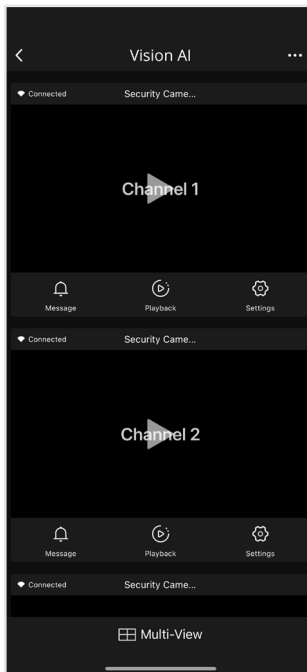 Vision AI
Connected Security Came...
Channel 1
Message Playback Settings
Connected Security Came...
Channel 2
Message Playback Settings
Connected Security Came...
Multi-View